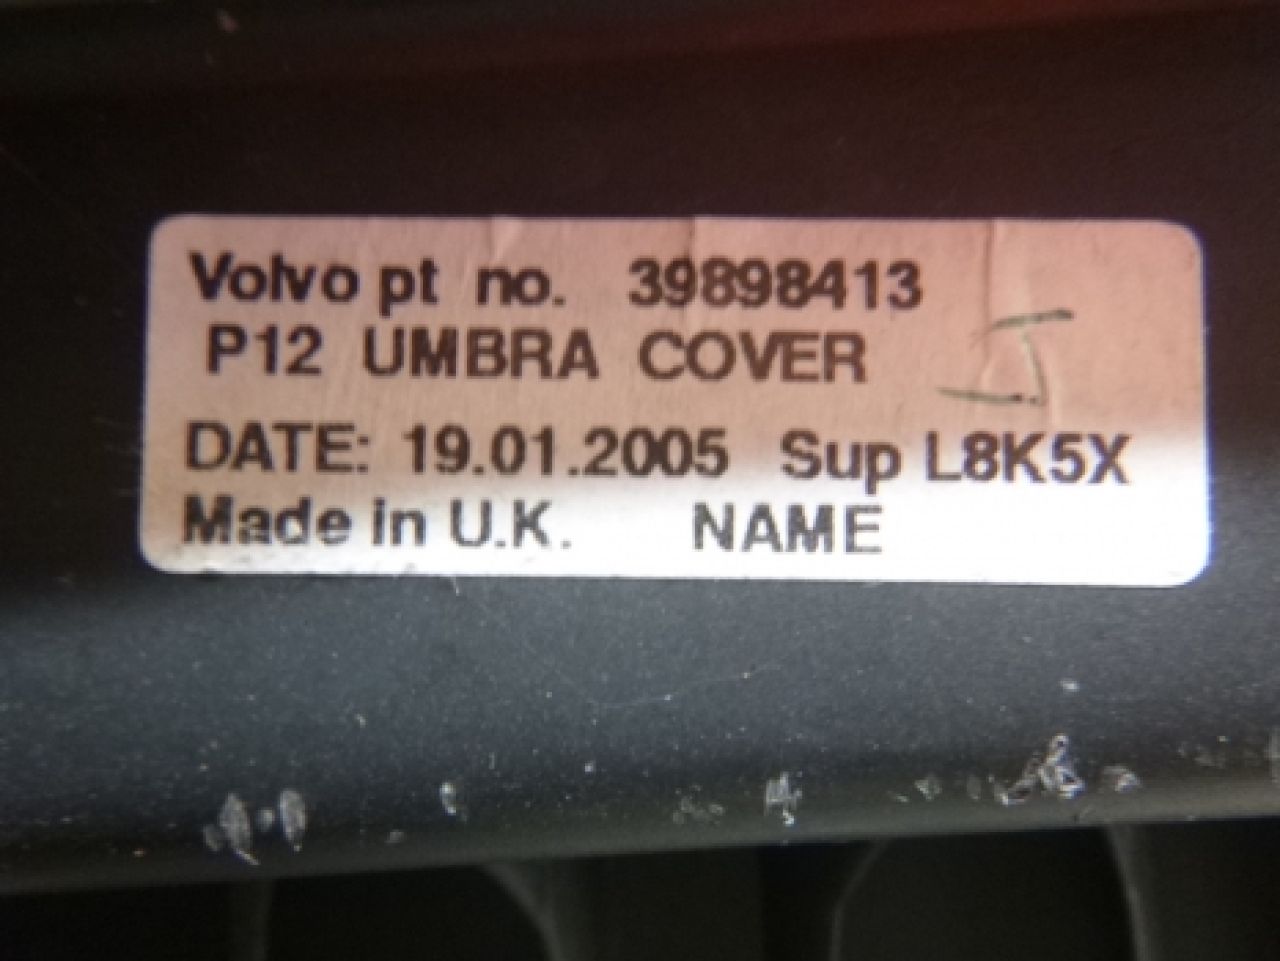 Volvo pt no. 39898413
P12 UMBRA COVER
DATE: 19.01.2005 Sup L8K5X
Made in U.K. NAME